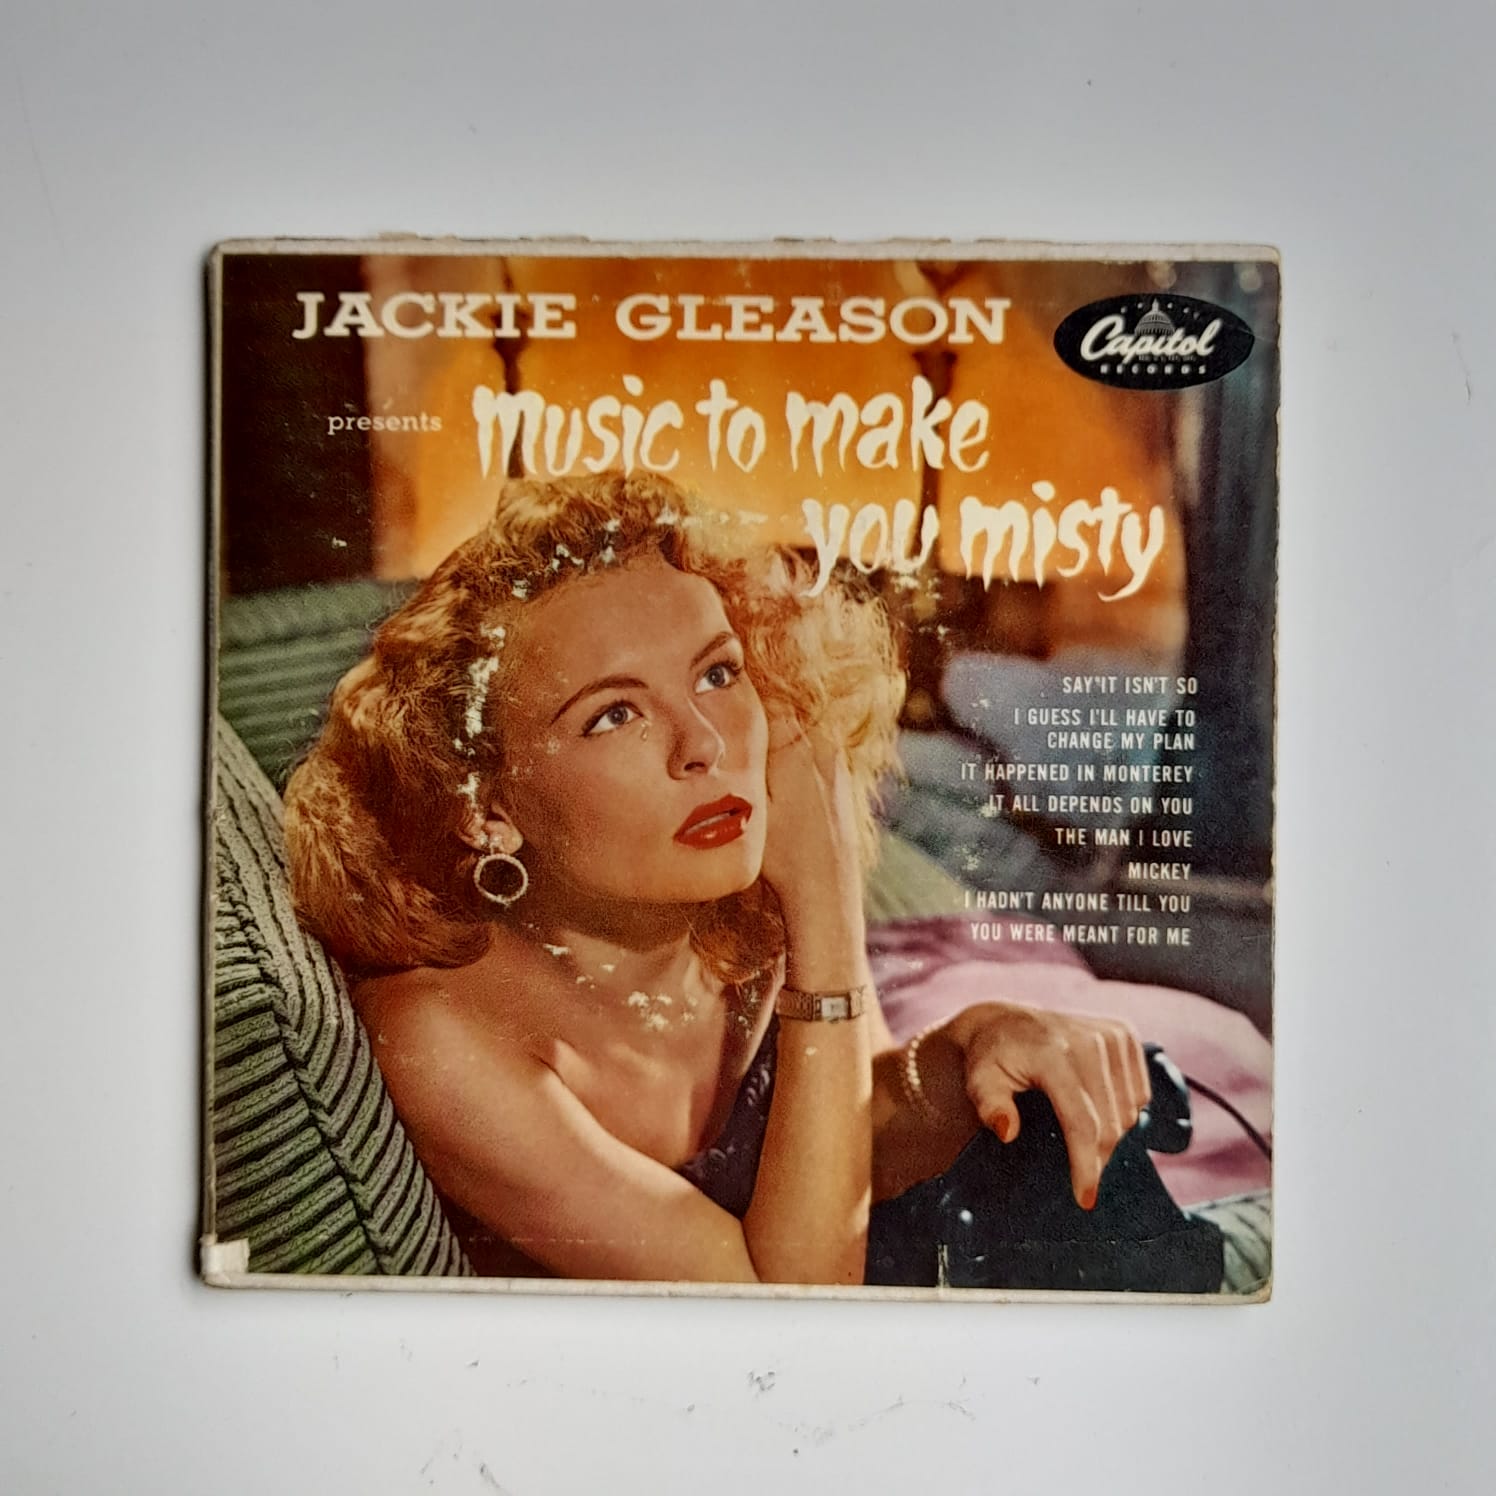 JACKIE GLEASON
Capitol
RECORDS
presents
music to make
you misty
SAY IT ISN'T SO
I GUESS I'LL HAVE TO
CHANGE MY PLAN
IT HAPPENED IN MONTEREY
IT ALL DEPENDS ON YOU
THE MAN I LOVE
MICKEY
I HADN'T ANYONE TILL YOU
YOU WERE MEANT FOR ME